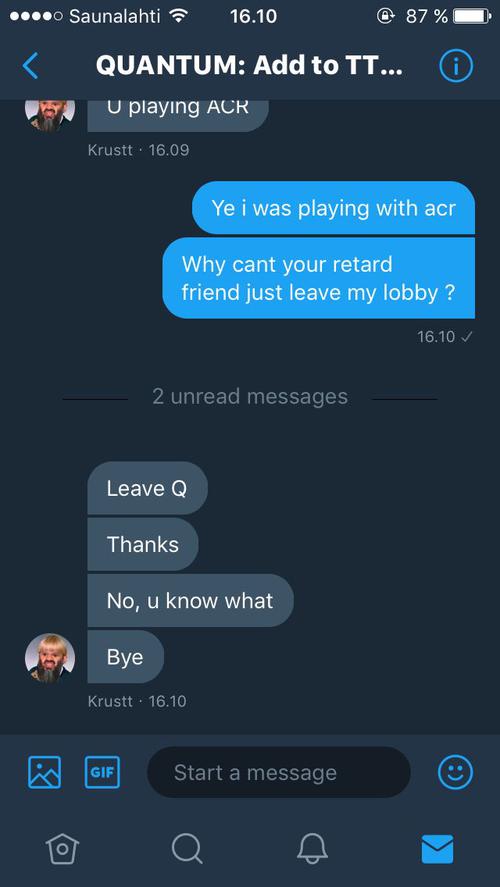 Saunalahti 16.10 87 %
QUANTUM: Add to TT...
U playing ACR
Krustt · 16.09
Ye i was playing with acr
Why cant your retard
friend just leave my lobby ?
16.10 ✓
2 unread messages
Leave Q
Thanks
No, u know what
Bye
Krustt · 16.10
GIF
Start a message